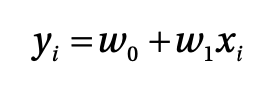 yᵢ = w₀ + w₁xᵢ